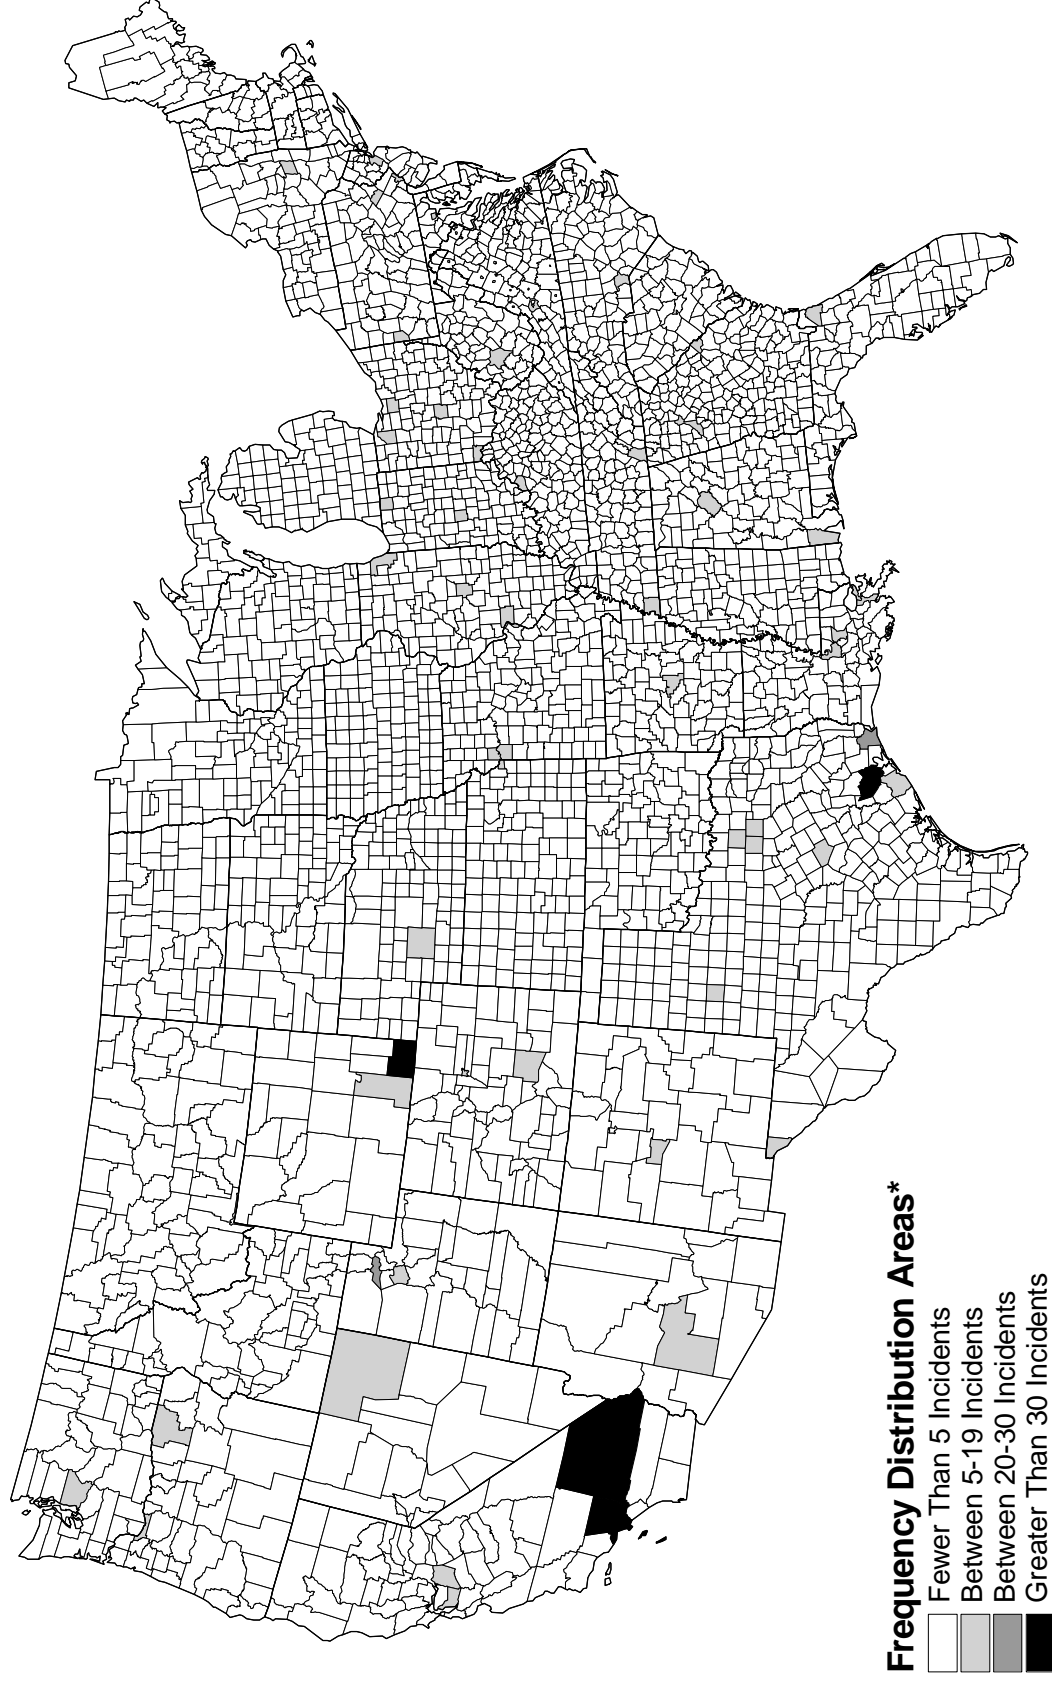 Frequency Distribution Areas*
Fewer Than 5 Incidents
Between 5-19 Incidents
Between 20-30 Incidents
Greater Than 30 Incidents